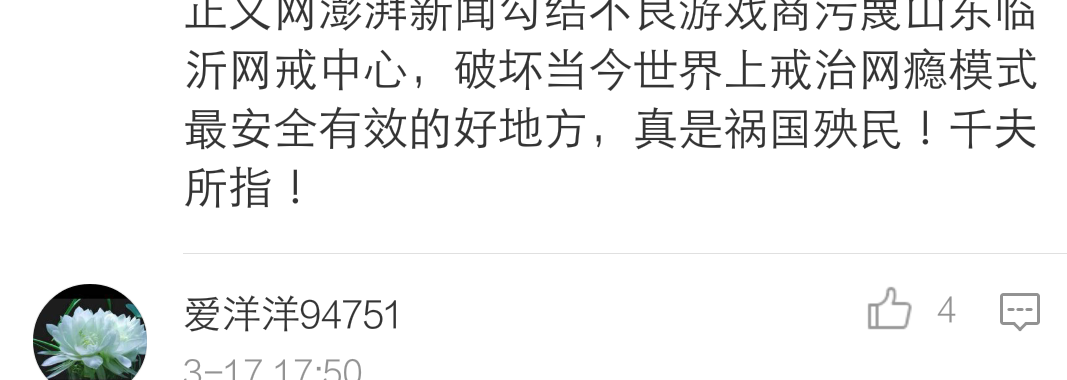 正义网澎湃新闻勾结不良游戏商污蔑山东临
沂网戒中心，破坏当今世界上戒治网瘾模式
最安全有效的好地方，真是祸国殃民！千夫
所指！
爱洋洋94751
4
3-17 17:50